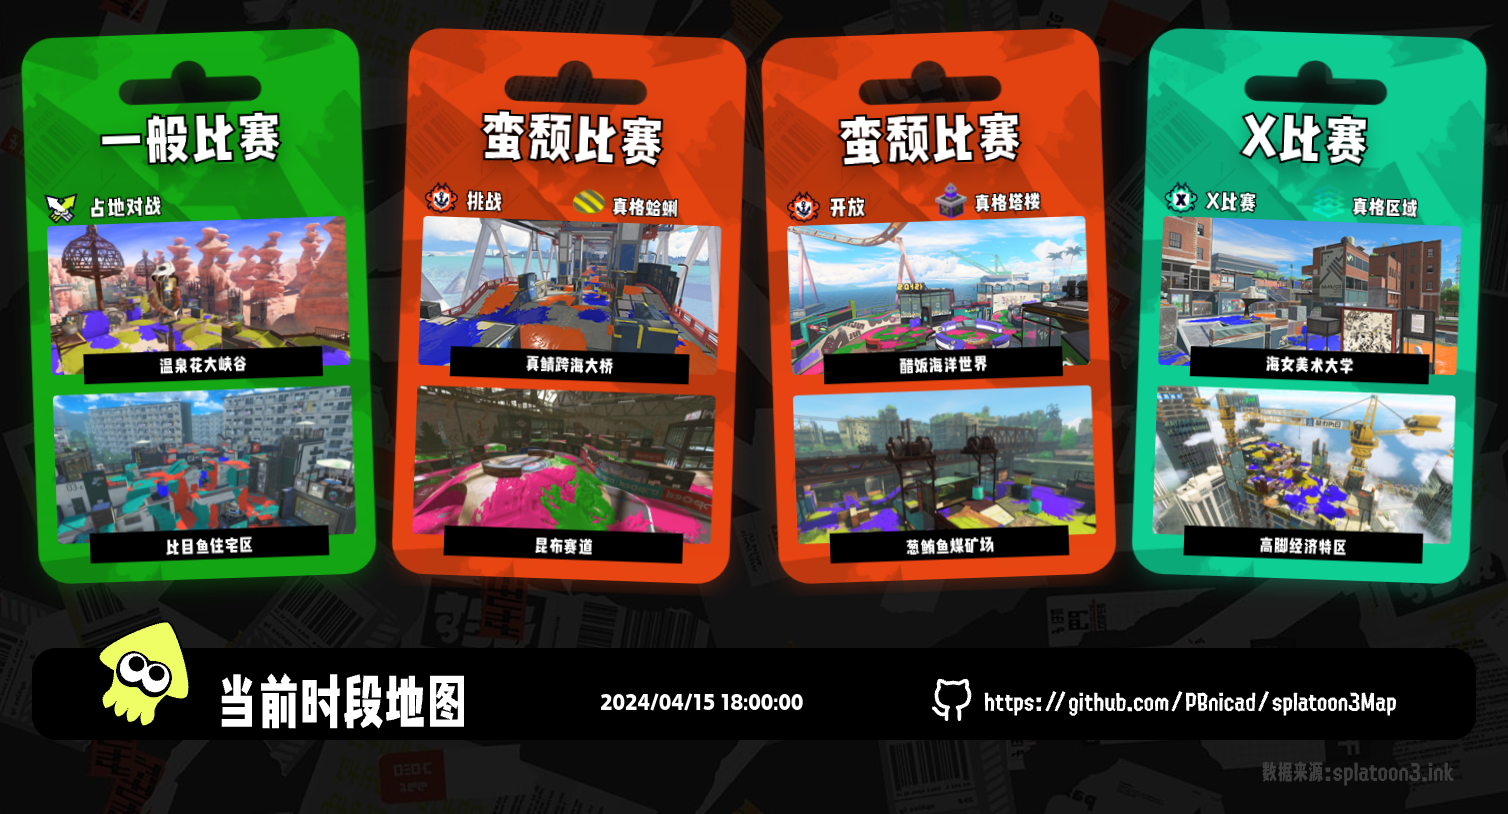 一般比赛
占地对战
温泉花大峡谷
比目鱼住宅区
蛮颓比赛
挑战
真格蛤蜊
真鲭跨海大桥
昆布赛道
蛮颓比赛
开放
真格塔楼
醋饭海洋世界
葱鲔鱼煤矿场
X比赛
X比赛
真格区域
海女美术大学
高脚经济特区
当前时段地图
2024/04/15 18:00:00
https://github.com/PBnicad/splatoon3Map
数据来源:splatoon3.ink